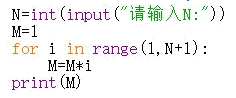 N=int(input("请输入N:"))
M=1
for i in range(1,N+1):
    M=M*i
print(M)